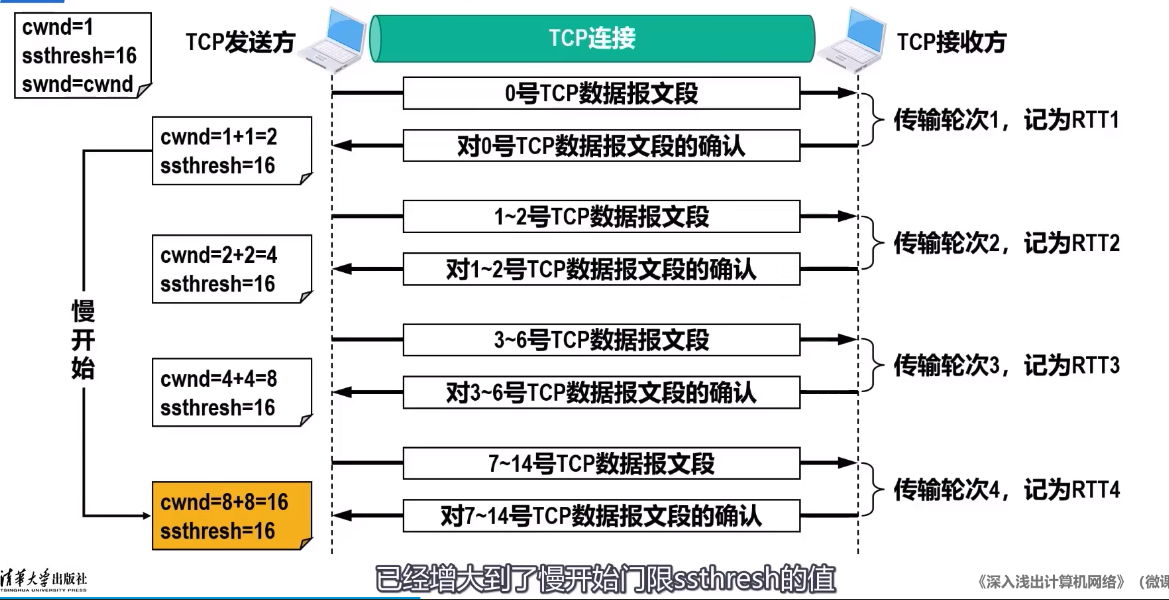 cwnd=1
ssthresh=16
swnd=cwnd
TCP发送方
TCP连接
TCP接收方
0号TCP数据报文段
传输轮次1，记为RTT1
对0号TCP数据报文段的确认
cwnd=1+1=2
ssthresh=16
1~2号TCP数据报文段
传输轮次2，记为RTT2
对1~2号TCP数据报文段的确认
cwnd=2+2=4
ssthresh=16
慢开始
3~6号TCP数据报文段
传输轮次3，记为RTT3
对3~6号TCP数据报文段的确认
cwnd=4+4=8
ssthresh=16
7~14号TCP数据报文段
传输轮次4，记为RTT4
对7~14号TCP数据报文段的确认
cwnd=8+8=16
ssthresh=16
已经增大到了慢开始门限ssthresh的值
清华大学出版社
TSINGHUA UNIVERSITY PRESS
《深入浅出计算机网络》（微课